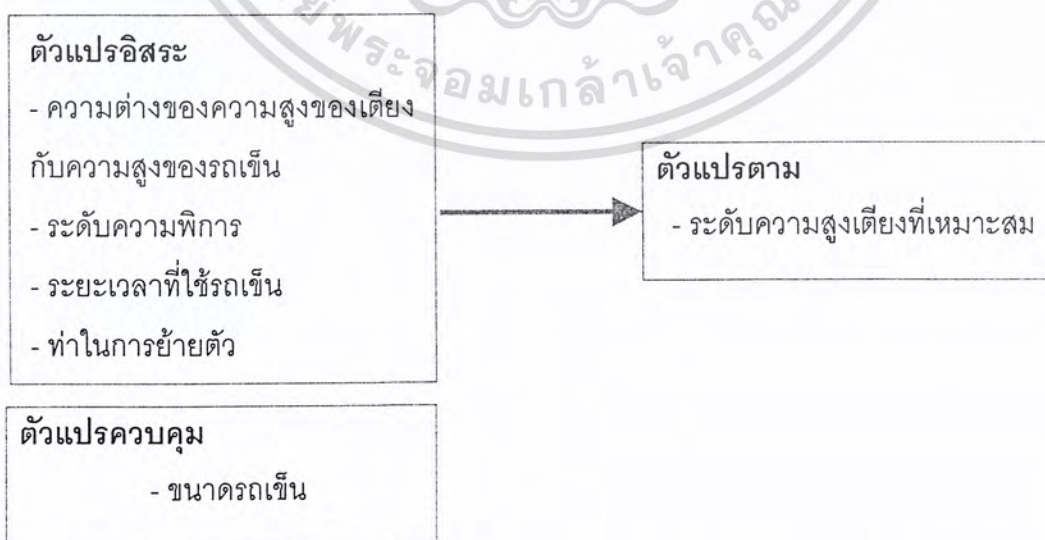 ยพระจอมเกล้าเจ้าคุณ
ตัวแปรอิสระ
- ความต่างของความสูงของเตียง
กับความสูงของรถเข็น
- ระดับความพิการ
- ระยะเวลาที่ใช้รถเข็น
- ท่าในการย้ายตัว
ตัวแปรตาม
- ระดับความสูงเตียงที่เหมาะสม
ตัวแปรควบคุม
- ขนาดรถเข็น